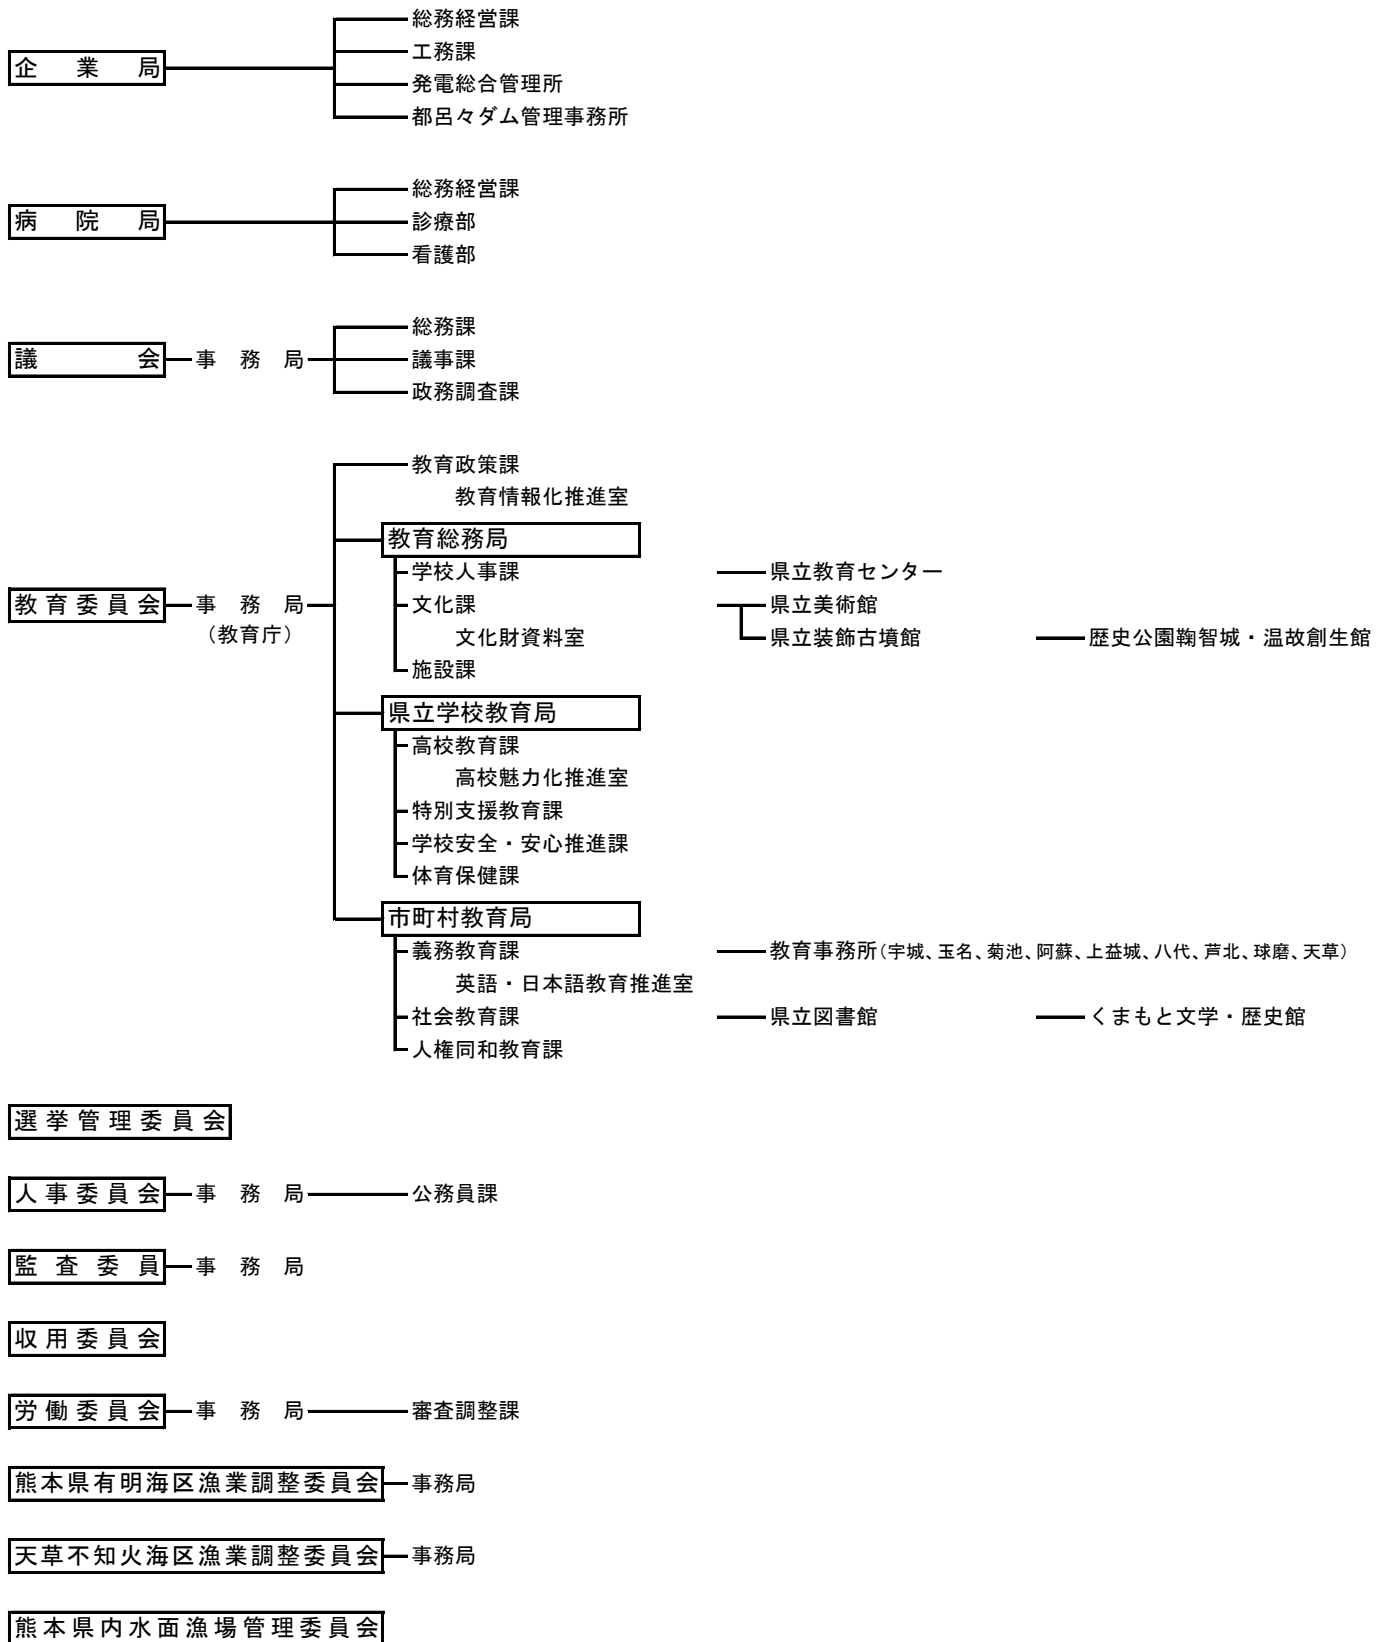 総務経営課
工務課
企業局
発電総合管理所
都呂々ダム管理事務所
総務経営課
病院局
診療部
看護部
総務課
議会 事務局 議事課
政務調査課
教育政策課
教育情報化推進室
教育総務局
学校人事課 県立教育センター
教育委員会 事務局 文化課 県立美術館
（教育庁） 文化財資料室 県立装飾古墳館 歴史公園鞠智城・温故創生館
施設課
県立学校教育局
高校教育課
高校魅力化推進室
特別支援教育課
学校安全・安心推進課
体育保健課
市町村教育局
義務教育課 教育事務所（宇城、玉名、菊池、阿蘇、上益城、八代、芦北、球磨、天草）
英語・日本語教育推進室
社会教育課 県立図書館 くまもと文学・歴史館
人権同和教育課
選挙管理委員会
人事委員会 事務局 公務員課
監査委員 事務局
収用委員会
労働委員会 事務局 審査調整課
熊本県有明海区漁業調整委員会 事務局
天草不知火海区漁業調整委員会 事務局
熊本県内水面漁場管理委員会